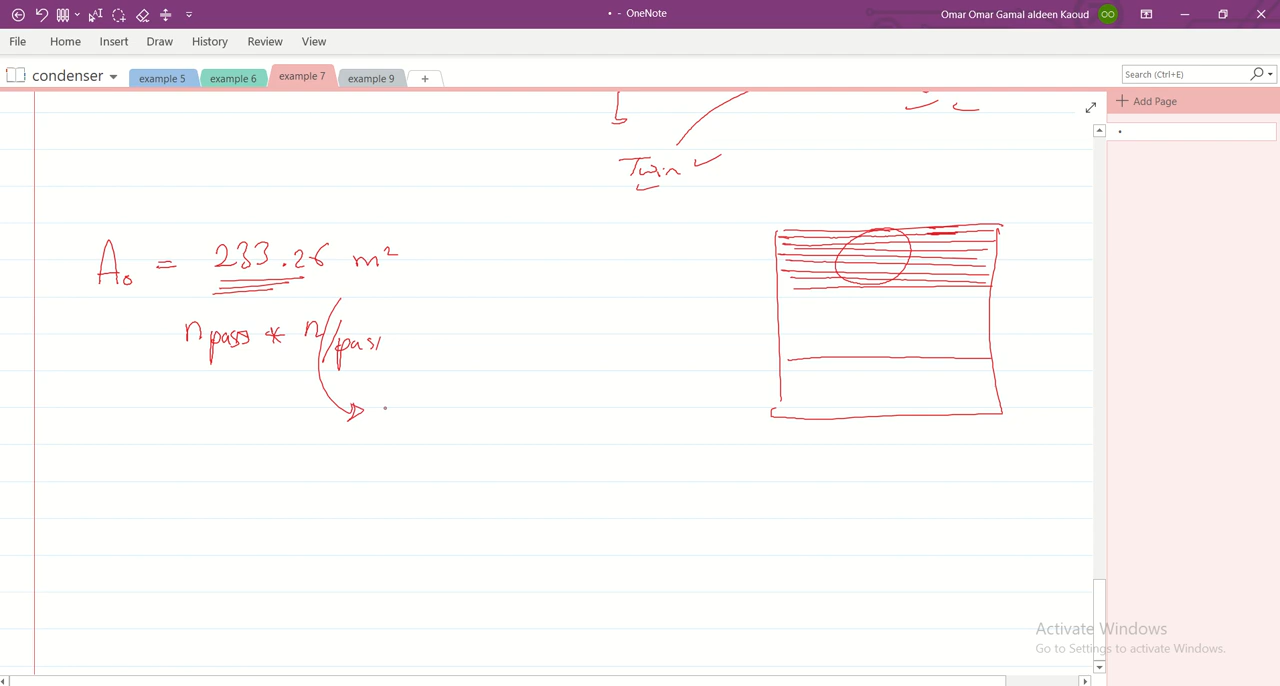 • - OneNote
Omar Omar Gamal aldeen Kaoud
OO
File Home Insert Draw History Review View
condenser
example 5
example 6
example 7
example 9
+
Search (Ctrl+E)
Add Page
•
Twin
A₀ = 233.26 m²
n pass * n/pas
Activate Windows
Go to Settings to activate Windows.